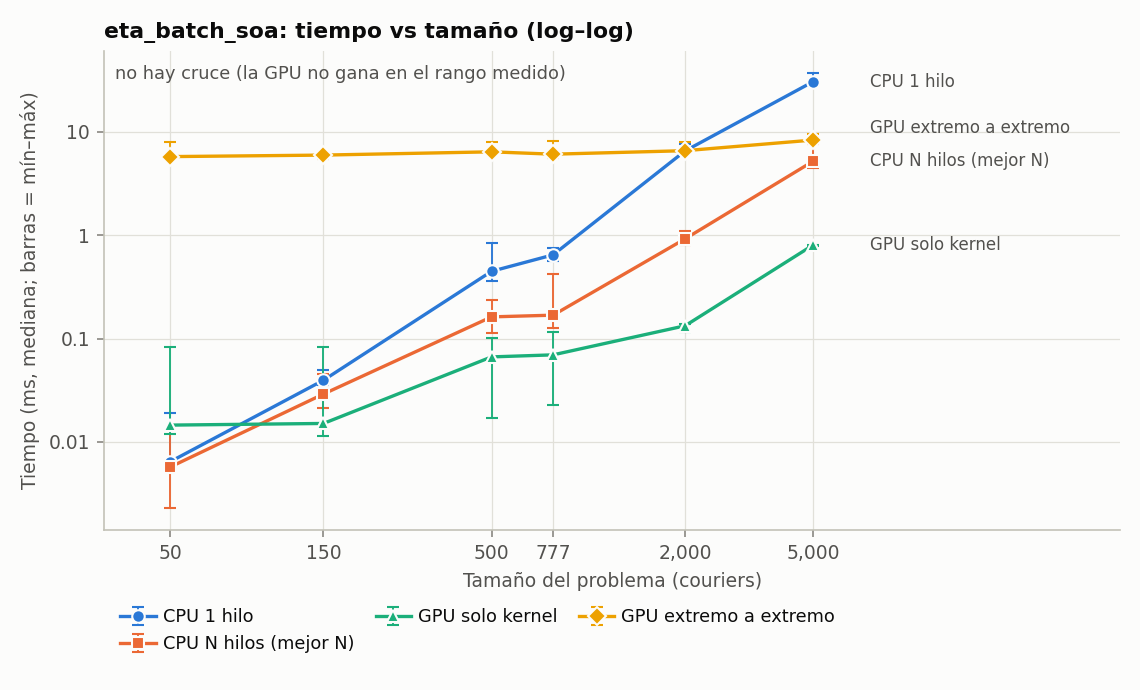 eta_batch_soa: tiempo vs tamaño (log–log)
no hay cruce (la GPU no gana en el rango medido)
CPU 1 hilo
GPU extremo a extremo
CPU N hilos (mejor N)
GPU solo kernel
Tiempo (ms, mediana; barras = mín–máx)
10
1
0.1
0.01
50 150 500 777 2,000 5,000
Tamaño del problema (couriers)
CPU 1 hilo GPU solo kernel GPU extremo a extremo
CPU N hilos (mejor N)